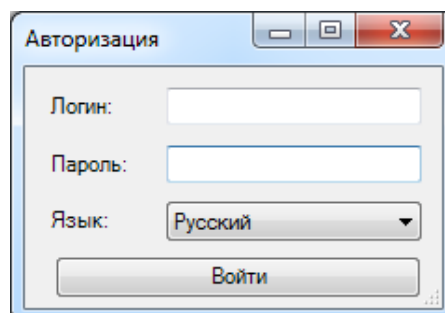 Авторизация
Логин:
Пароль:
Язык: Русский
Войти